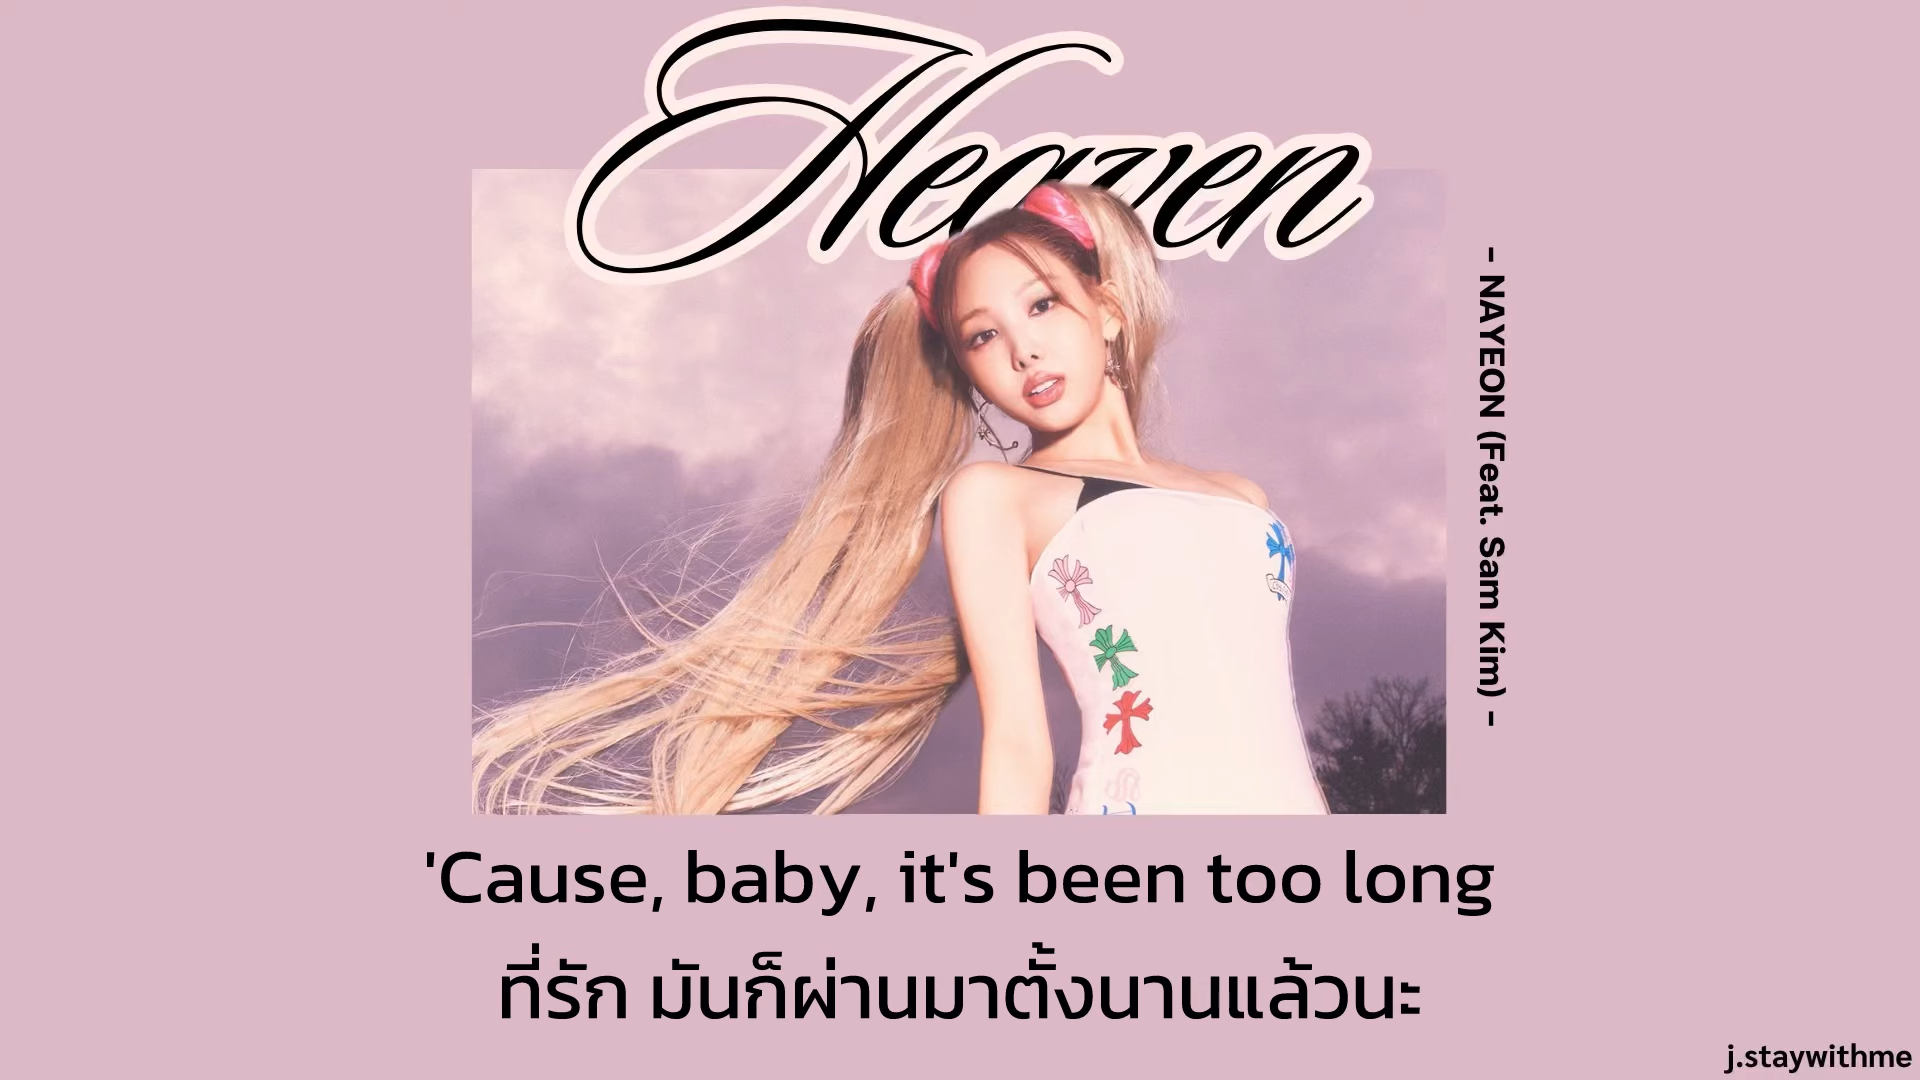 Heaven
- NAYEON (Feat. Sam Kim) -
'Cause, baby, it's been too long
ที่รัก มันก็ผ่านมาตั้งนานแล้วนะ
j.staywithme